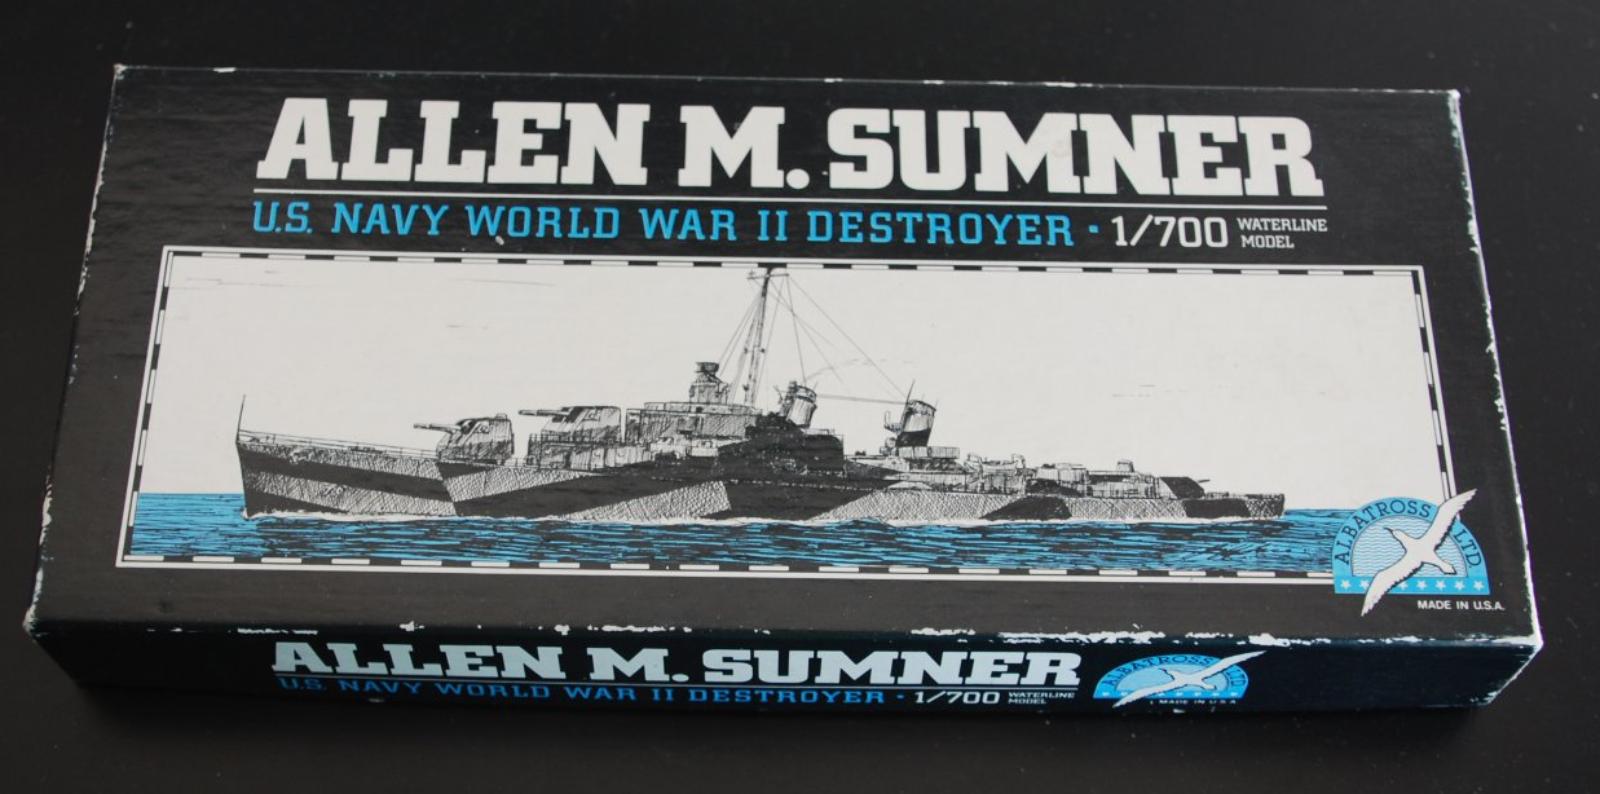 ALLEN M. SUMNER
U.S. NAVY WORLD WAR II DESTROYER · 1/700 WATERLINE
MODEL
ALBATROSS LTD.
MADE IN U.S.A.
ALLEN M. SUMNER
U.S. NAVY WORLD WAR II DESTROYER · 1/700 WATERLINE
MODEL
ALBATROSS LTD.
MADE IN U.S.A